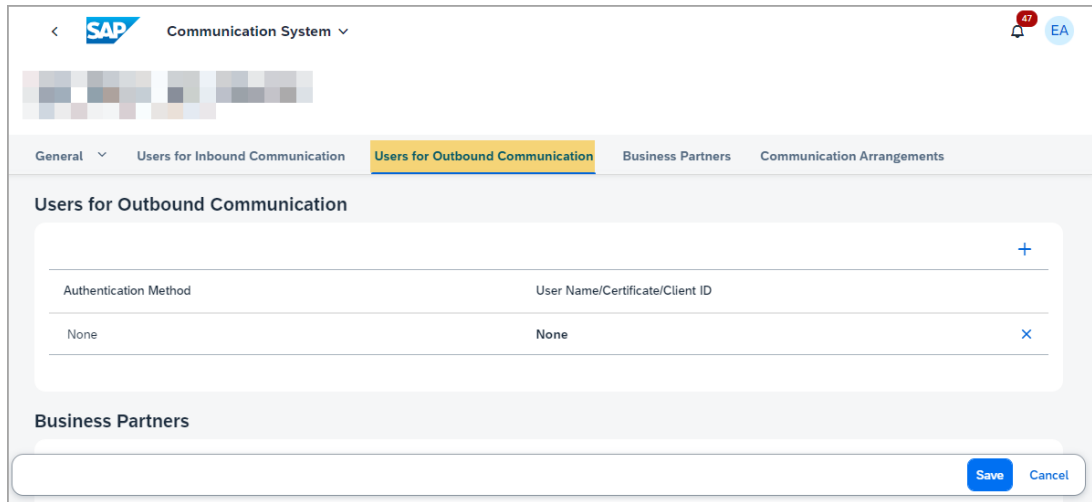 SAP Communication System 47 EA
General Users for Inbound Communication Users for Outbound Communication Business Partners Communication Arrangements
Users for Outbound Communication
Authentication Method User Name/Certificate/Client ID
None None
Business Partners
Save Cancel